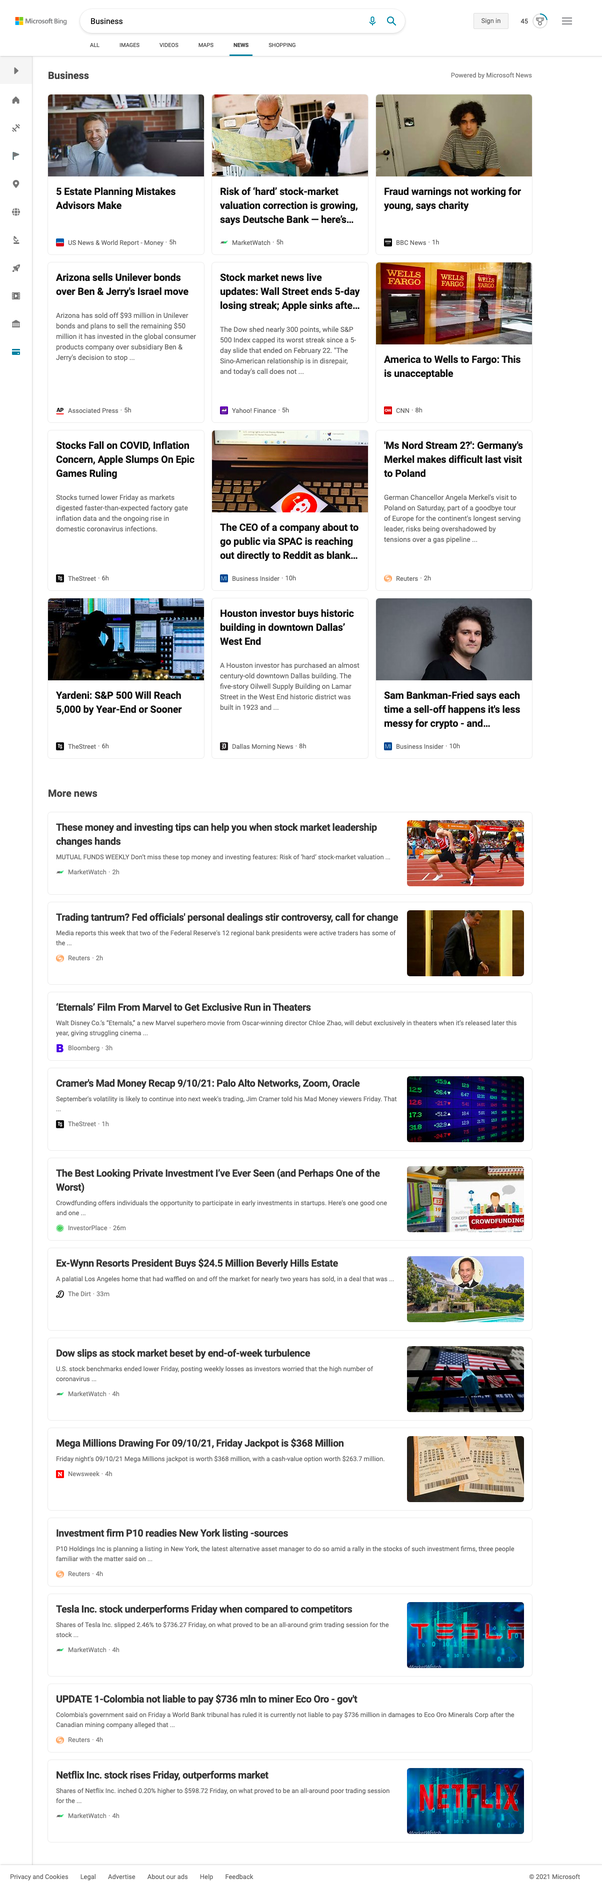 Microsoft Bing
Business
Sign in
45
ALL
IMAGES
VIDEOS
MAPS
NEWS
SHOPPING
Business
Powered by Microsoft News
5 Estate Planning Mistakes
Advisors Make
US News & World Report - Money · 5h
Risk of 'hard' stock-market
valuation correction is growing,
says Deutsche Bank — here's...
MarketWatch · 5h
Fraud warnings not working for
young, says charity
BBC News · 1h
Arizona sells Unilever bonds
over Ben & Jerry's Israel move
Arizona has sold off $93 million in Unilever
bonds and plans to sell the remaining $50
million it has invested in the global consumer
products company over subsidiary Ben &
Jerry's decision to stop ...
AP
Associated Press · 5h
Stock market news live
updates: Wall Street ends 5-day
losing streak; Apple sinks afte...
The Dow shed nearly 300 points, while S&P
500 Index capped its worst streak since a 5-
day slide that ended on February 22. "The
Sino-American relationship is in disrepair,
and today's call does not ...
Yahoo! Finance · 5h
WELLS
FARGO
WELLS
FARGO
WELLS
FARGO
America to Wells to Fargo: This
is unacceptable
CNN · 8h
Stocks Fall on COVID, Inflation
Concern, Apple Slumps On Epic
Games Ruling
Stocks turned lower Friday as markets
digested faster-than-expected factory gate
inflation data and the ongoing rise in
domestic coronavirus infections.
TheStreet · 6h
The CEO of a company about to
go public via SPAC is reaching
out directly to Reddit as blank...
BI
Business Insider · 10h
'Ms Nord Stream 2?': Germany's
Merkel makes difficult last visit
to Poland
German Chancellor Angela Merkel's visit to
Poland on Saturday, part of a goodbye tour
of Europe for the continent's longest serving
leader, risks being overshadowed by
tensions over a gas pipeline ...
Reuters · 2h
Yardeni: S&P 500 Will Reach
5,000 by Year-End or Sooner
TheStreet · 6h
Houston investor buys historic
building in downtown Dallas'
West End
A Houston investor has purchased an almost
century-old downtown Dallas building. The
five-story Oilwell Supply Building on Lamar
Street in the West End historic district was
built in 1923 and ...
Dallas Morning News · 8h
Sam Bankman-Fried says each
time a sell-off happens it's less
messy for crypto - and...
BI
Business Insider · 10h
More news
These money and investing tips can help you when stock market leadership
changes hands
MUTUAL FUNDS WEEKLY Don't miss these top money and investing features: Risk of 'hard' stock-market valuation ...
MarketWatch · 2h
Trading tantrum? Fed officials' personal dealings stir controversy, call for change
Media reports this week that two of the Federal Reserve's 12 regional bank presidents were active traders has some of
the ...
Reuters · 2h
'Eternals' Film From Marvel to Get Exclusive Run in Theaters
Walt Disney Co.'s "Eternals," a new Marvel superhero movie from Oscar-winning director Chloe Zhao, will debut exclusively in theaters when it's released later this
year, giving struggling cinema ...
B
Bloomberg · 3h
Cramer's Mad Money Recap 9/10/21: Palo Alto Networks, Zoom, Oracle
September's volatility is likely to continue into next week's trading, Jim Cramer told his Mad Money viewers Friday. That
...
TheStreet · 1h
The Best Looking Private Investment I've Ever Seen (and Perhaps One of the
Worst)
Crowdfunding offers individuals the opportunity to participate in early investments in startups. Here's one good one
and one ...
InvestorPlace · 26m
CROWDFUNDING
Ex-Wynn Resorts President Buys $24.5 Million Beverly Hills Estate
A palatial Los Angeles home that had waffled on and off the market for nearly two years has sold, in a deal that was ...
The Dirt · 33m
Dow slips as stock market beset by end-of-week turbulence
U.S. stock benchmarks ended lower Friday, posting weekly losses as investors worried that the high number of
coronavirus ...
MarketWatch · 4h
Mega Millions Drawing For 09/10/21, Friday Jackpot is $368 Million
Friday night's 09/10/21 Mega Millions jackpot is worth $368 million, with a cash-value option worth $263.7 million.
N
Newsweek · 4h
Investment firm P10 readies New York listing -sources
P10 Holdings Inc is planning a listing in New York, the latest alternative asset manager to do so amid a rally in the stocks of such investment firms, three people
familiar with the matter said on ...
Reuters · 4h
Tesla Inc. stock underperforms Friday when compared to competitors
Shares of Tesla Inc. slipped 2.46% to $736.27 Friday, on what proved to be an all-around grim trading session for the
stock ...
MarketWatch · 4h
TESLA
MarketWatch
UPDATE 1-Colombia not liable to pay $736 mln to miner Eco Oro - gov't
Colombia's government said on Friday a World Bank tribunal has ruled it is currently not liable to pay $736 million in damages to Eco Oro Minerals Corp after the
Canadian mining company alleged that ...
Reuters · 4h
Netflix Inc. stock rises Friday, outperforms market
Shares of Netflix Inc. inched 0.20% higher to $598.72 Friday, on what proved to be an all-around poor trading session
for the ...
MarketWatch · 4h
NETFLIX
MarketWatch
Privacy and Cookies
Legal
Advertise
About our ads
Help
Feedback
© 2021 Microsoft